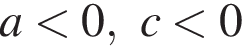 a < 0, c < 0